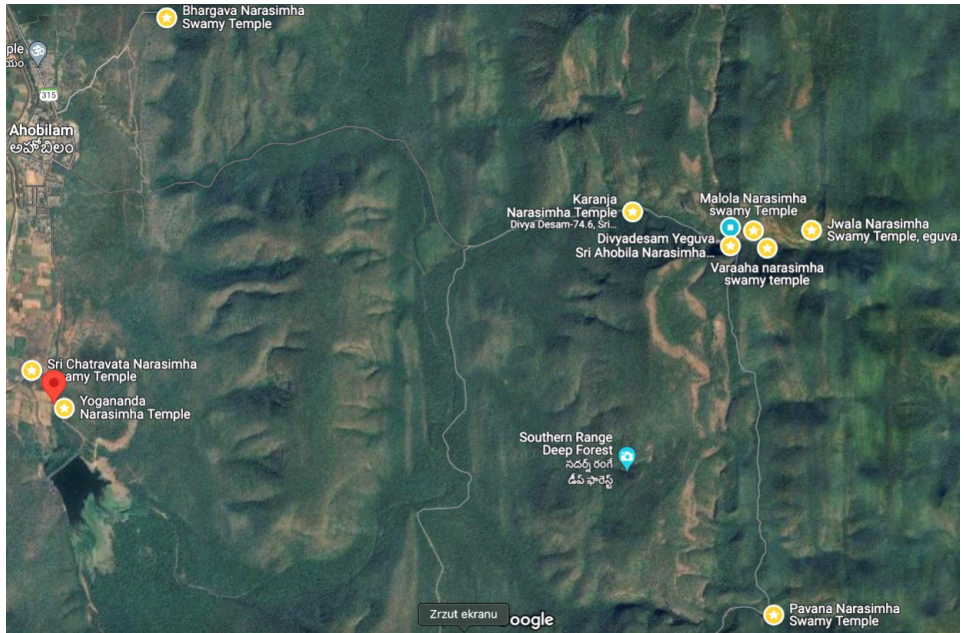 Bhargava Narasimha
Swamy Temple
ple
యం
315
Ahobilam
అహోబిలం
Karanja
Narasimha Temple
Divya Desam-74.6, Sri...
Malola Narasimha
swamy Temple
Jwala Narasimha
Swamy Temple, eguva.
Divyadesam Yeguva
Sri Ahobila Narasimha...
Varaaha narasimha
swamy temple
Sri Chatravata Narasimha
amy Temple
Yogananda
Narasimha Temple
Southern Range
Deep Forest
సదర్న్ రంగే
డీప్ ఫారెస్ట్
Zrzut ekranu
oogle
Pavana Narasimha
Swamy Temple